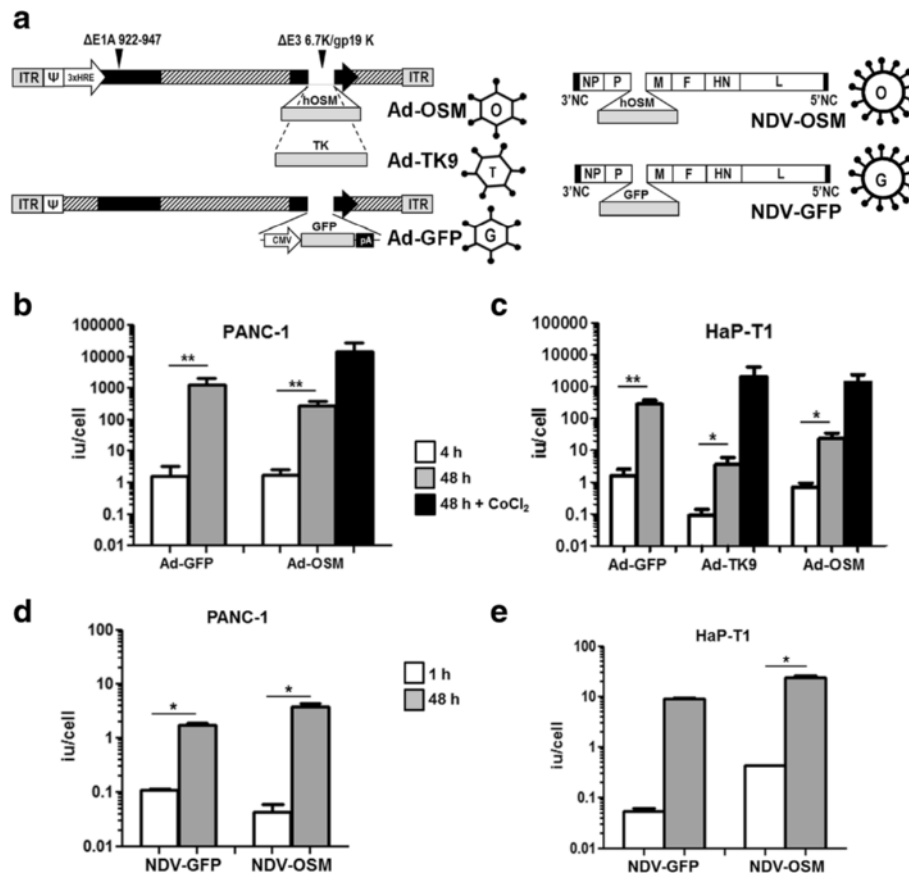 a
ΔE1A 922-947 ΔE3 6.7K/gp19 K
ITR Ψ 3xHRE ITR
hOSM
Ad-OSM O
TK
Ad-TK9 T
ITR Ψ ITR
GFP
CMV pA
Ad-GFP G
NP P M F HN L
3'NC 5'NC
hOSM
NDV-OSM O
NP P M F HN L
3'NC 5'NC
GFP
NDV-GFP G
b
PANC-1
iu/cell
100000
10000
1000
100
10
1
0.1
0.01
**
**
Ad-GFP Ad-OSM
4 h
48 h
48 h + CoCl₂
c
HaP-T1
iu/cell
100000
10000
1000
100
10
1
0.1
0.01
**
*
*
Ad-GFP Ad-TK9 Ad-OSM
d
PANC-1
iu/cell
100
10
1
0.1
0.01
*
*
NDV-GFP NDV-OSM
1 h
48 h
e
HaP-T1
iu/cell
100
10
1
0.1
0.01
*
NDV-GFP NDV-OSM